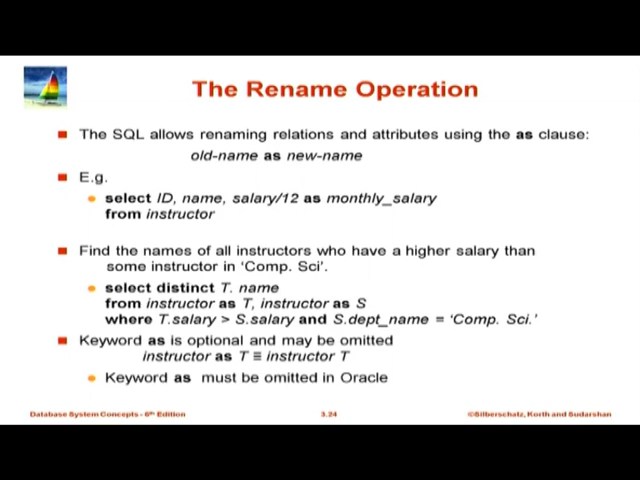 The Rename Operation
The SQL allows renaming relations and attributes using the as clause:
old-name as new-name
E.g.
select ID, name, salary/12 as monthly_salary
from instructor
Find the names of all instructors who have a higher salary than
some instructor in ‘Comp. Sci’.
select distinct T. name
from instructor as T, instructor as S
where T.salary > S.salary and S.dept_name = ‘Comp. Sci.’
Keyword as is optional and may be omitted
instructor as T ≡ instructor T
Keyword as must be omitted in Oracle
Database System Concepts - 6th Edition
3.24
©Silberschatz, Korth and Sudarshan